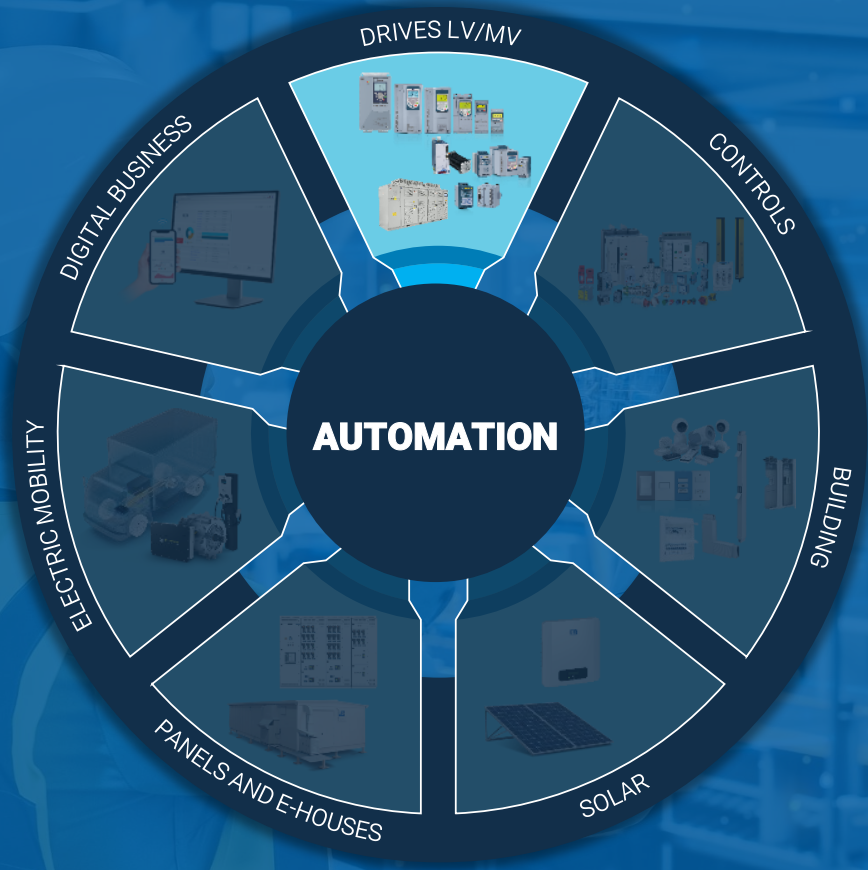 DRIVES LV/MV
CONTROLS
BUILDING
SOLAR
PANELS AND E-HOUSES
ELECTRIC MOBILITY
DIGITAL BUSINESS
AUTOMATION